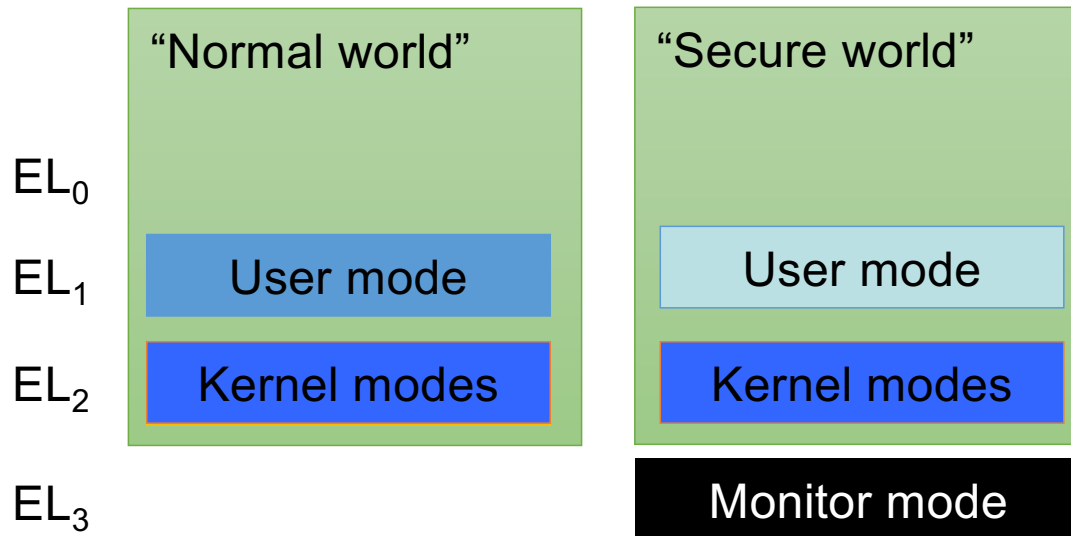 “Normal world” “Secure world”
EL₀
EL₁ User mode User mode
EL₂ Kernel modes Kernel modes
EL₃ Monitor mode